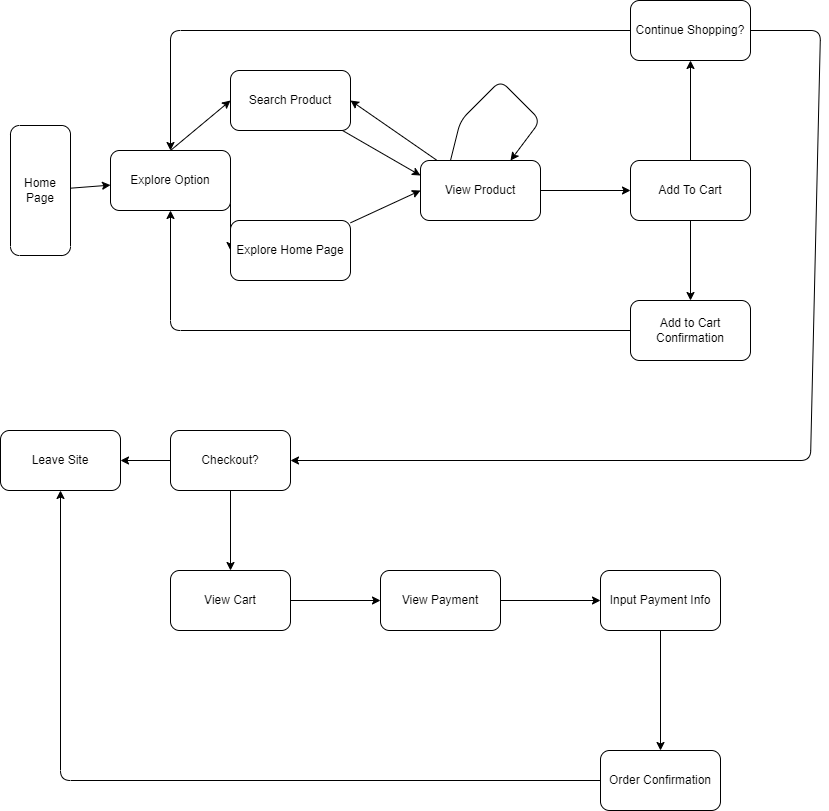 Continue Shopping?
Search Product
Home
Page
Explore Option
View Product
Add To Cart
Explore Home Page
Add to Cart
Confirmation
Leave Site
Checkout?
View Cart
View Payment
Input Payment Info
Order Confirmation